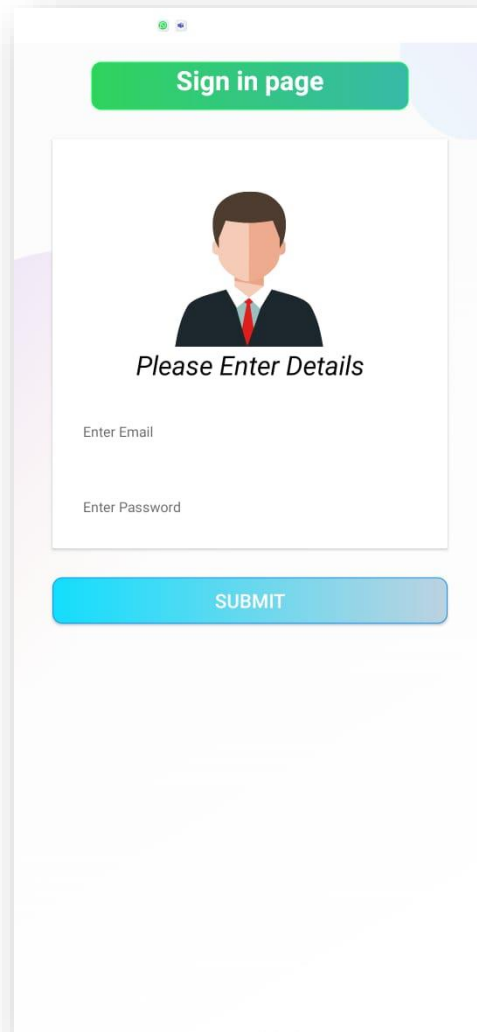 Sign in page
Please Enter Details
Enter Email
Enter Password
SUBMIT